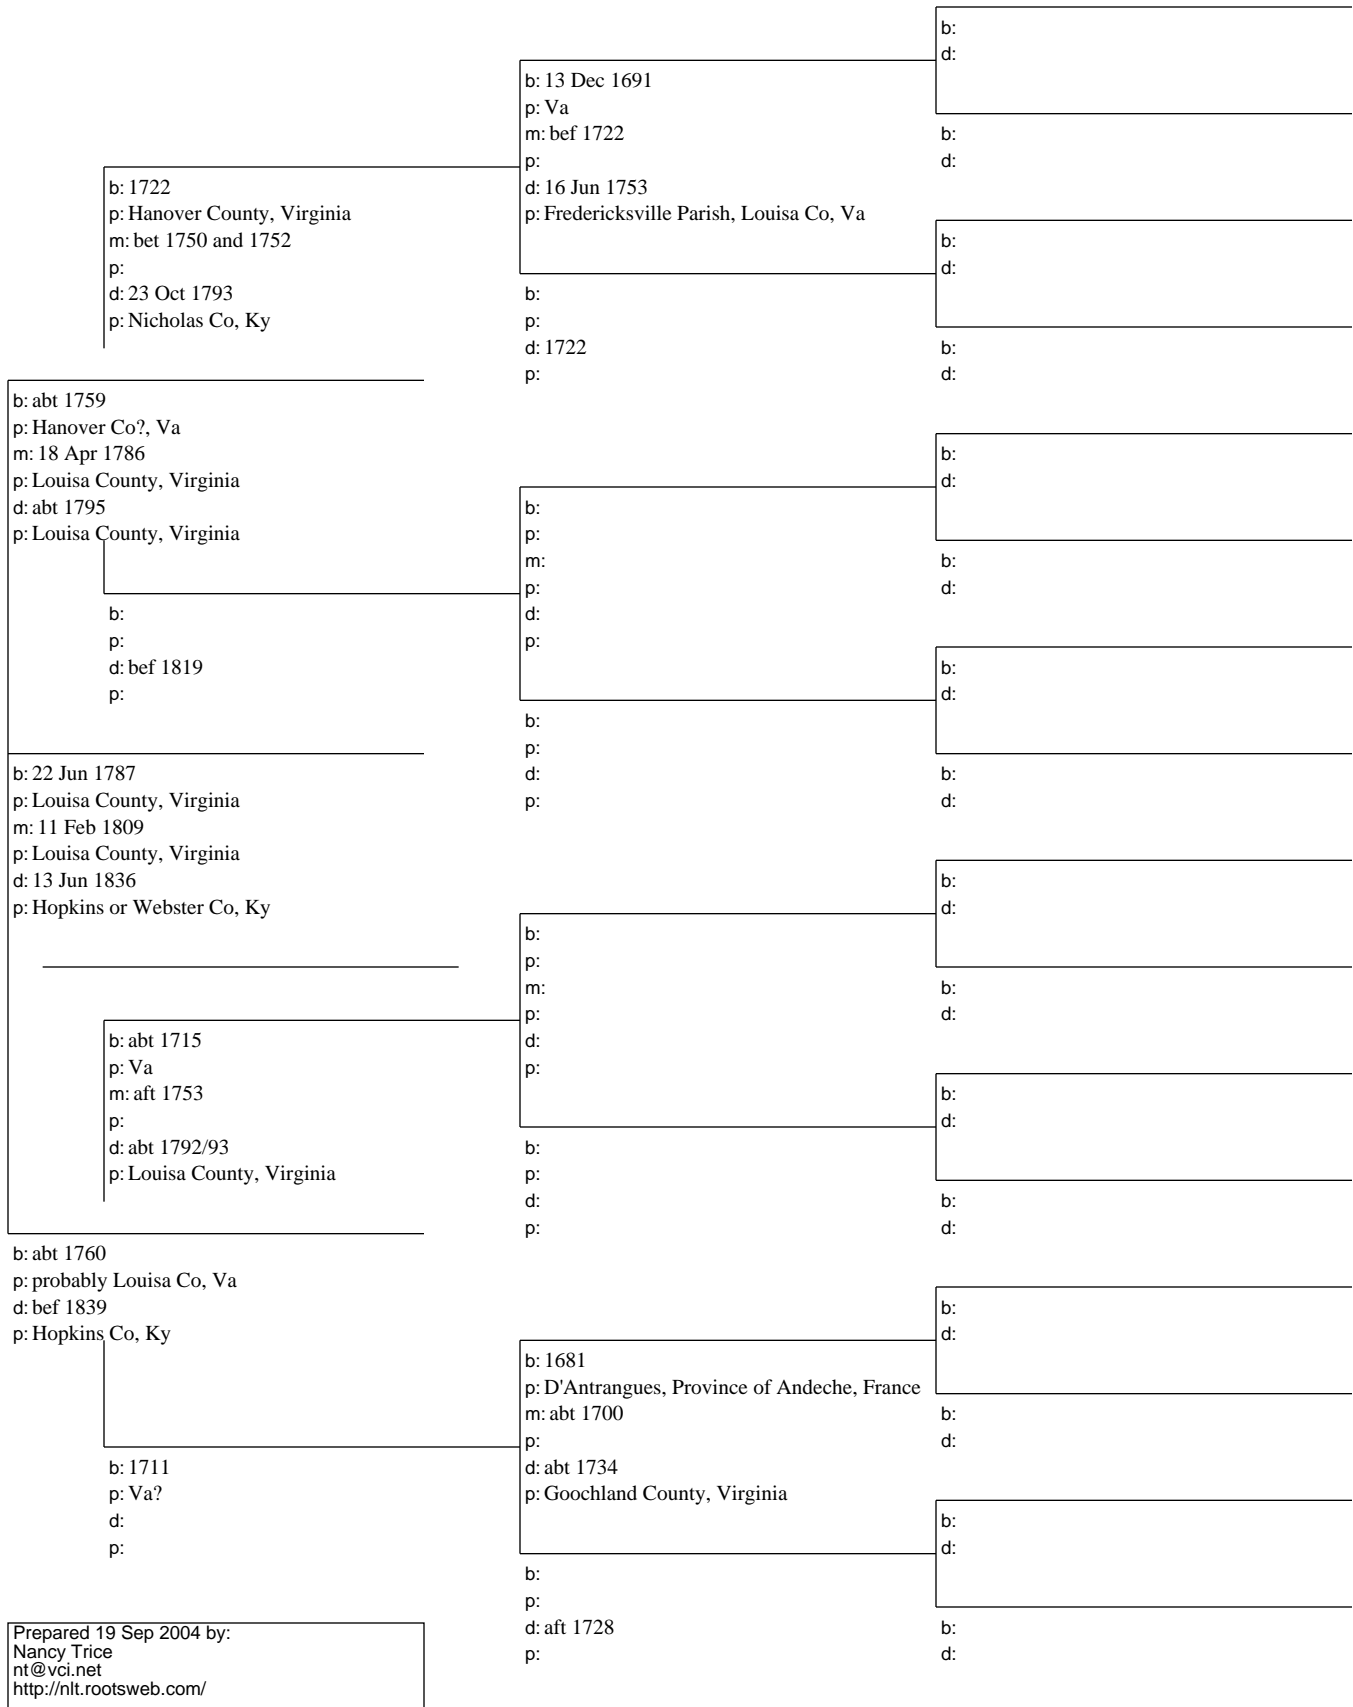 b:
d:
b: 13 Dec 1691
p: Va
m: bef 1722
p:
d: 16 Jun 1753
p: Fredericksville Parish, Louisa Co, Va
b:
d:
b: 1722
p: Hanover County, Virginia
m: bet 1750 and 1752
p:
d: 23 Oct 1793
p: Nicholas Co, Ky
b:
d:
b:
p:
d: 1722
p:
b:
d:
b: abt 1759
p: Hanover Co?, Va
m: 18 Apr 1786
p: Louisa County, Virginia
d: abt 1795
p: Louisa County, Virginia
b:
d:
b:
p:
m:
p:
d:
p:
b:
d:
b:
p:
d: bef 1819
p:
b:
d:
b:
p:
d:
p:
b:
d:
b: 22 Jun 1787
p: Louisa County, Virginia
m: 11 Feb 1809
p: Louisa County, Virginia
d: 13 Jun 1836
p: Hopkins or Webster Co, Ky
b:
d:
b:
p:
m:
p:
d:
p:
b:
d:
b: abt 1715
p: Va
m: aft 1753
p:
d: abt 1792/93
p: Louisa County, Virginia
b:
d:
b:
p:
d:
p:
b:
d:
b: abt 1760
p: probably Louisa Co, Va
d: bef 1839
p: Hopkins Co, Ky
b:
d:
b: 1681
p: D'Antrangues, Province of Andeche, France
m: abt 1700
p:
d: abt 1734
p: Goochland County, Virginia
b:
d:
b: 1711
p: Va?
d:
p:
b:
d:
b:
p:
d: aft 1728
p:
b:
d:
Prepared 19 Sep 2004 by:
Nancy Trice
nt@vci.net
http://nlt.rootsweb.com/